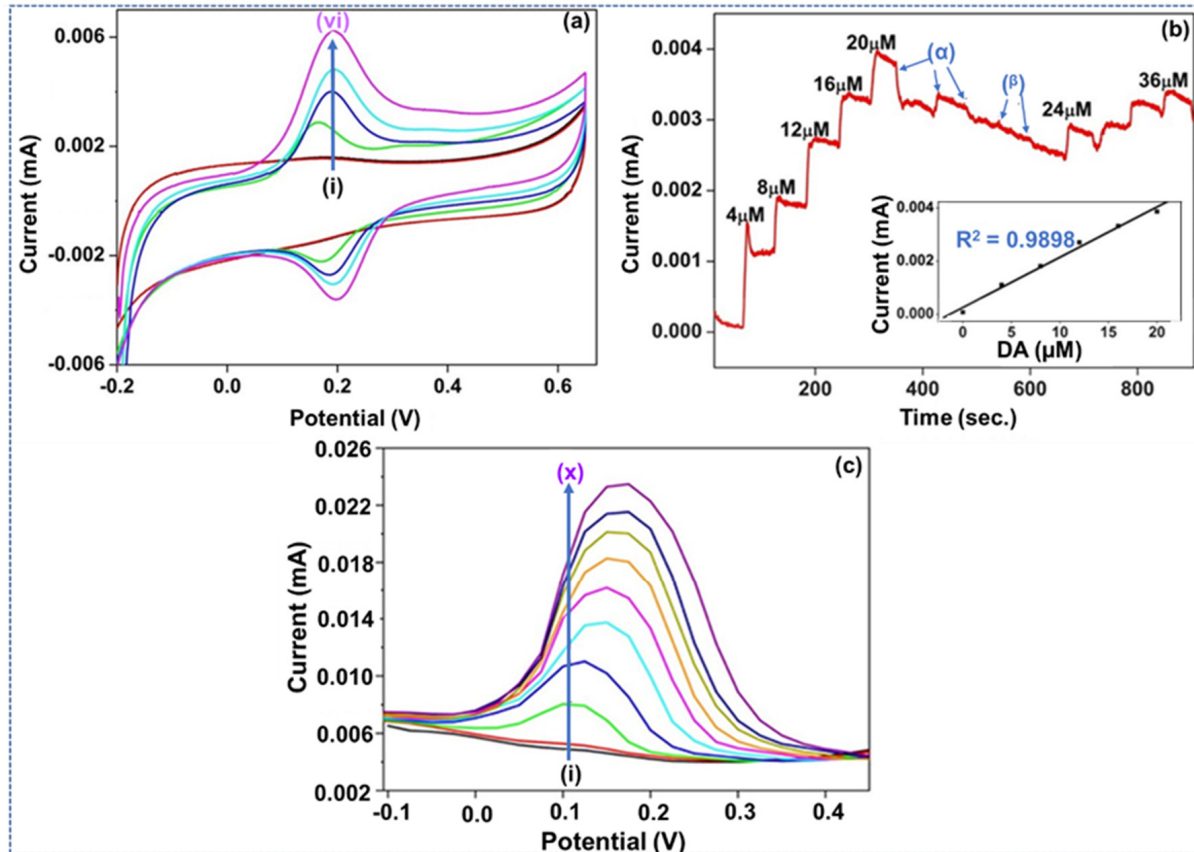 (a)
(vi)
(i)
0.006
0.002
-0.002
-0.006
Current (mA)
-0.2
0.0
0.2
0.4
0.6
Potential (V)
(b)
20µM
(α)
16µM
(β)
36µM
24µM
12µM
8µM
4µM
0.004
0.003
0.002
0.001
0.000
Current (mA)
200
400
600
800
Time (sec.)
R² = 0.9898
0.004
0.002
0.000
Current (mA)
0
5
10
15
20
DA (µM)
(c)
(x)
(i)
0.026
0.022
0.018
0.014
0.010
0.006
0.002
Current (mA)
-0.1
0.0
0.1
0.2
0.3
0.4
Potential (V)